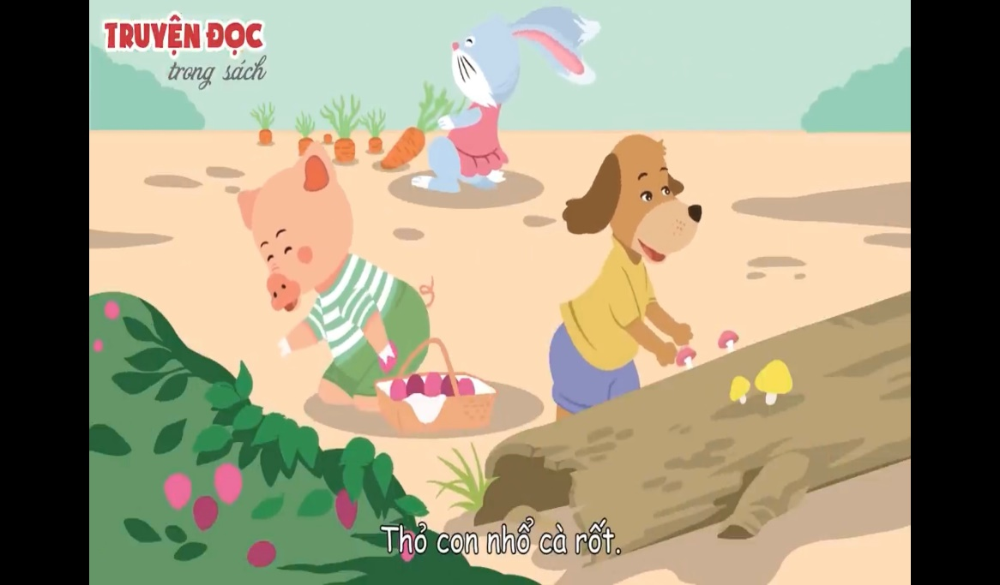 TRUYỆN ĐỌC
trong sách
Thỏ con nhổ cà rốt.